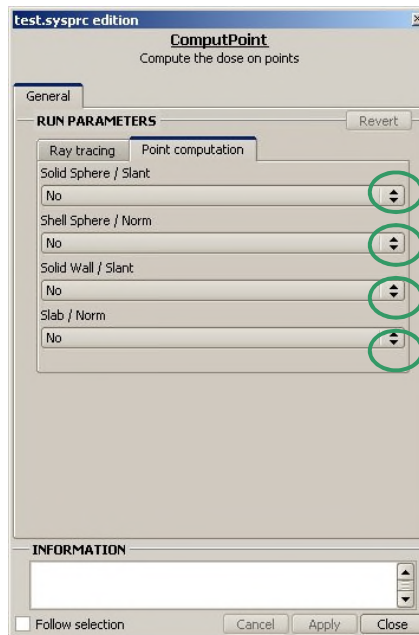 test.sysprc edition
ComputPoint
Compute the dose on points
General
RUN PARAMETERS
Revert
Ray tracing
Point computation
Solid Sphere / Slant
No
Shell Sphere / Norm
No
Solid Wall / Slant
No
Slab / Norm
No
INFORMATION
Follow selection
Cancel
Apply
Close